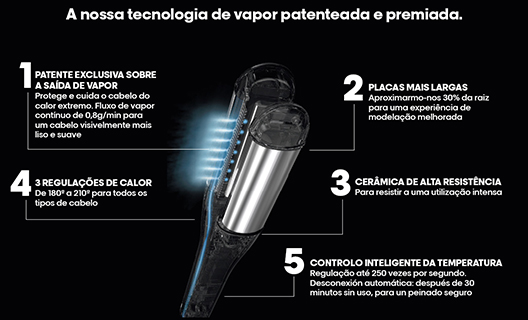 A nossa tecnologia de vapor patenteada e premiada.
1
PATENTE EXCLUSIVA SOBRE
A SAÍDA DE VAPOR
Protege e cuida o cabelo do
calor extremo. Fluxo de vapor
contínuo de 0,8g/min para
um cabelo visivelmente mais
liso e suave
2
PLACAS MAIS LARGAS
Aproximarmo-nos 30% da raiz
para uma experiência de
modelação melhorada
3
CERÂMICA DE ALTA RESISTÊNCIA
Para resistir a uma utilização intensa
4
3 REGULAÇÕES DE CALOR
De 180º a 210º para todos os
tipos de cabelo
5
CONTROLO INTELIGENTE DA TEMPERATURA
Regulação até 250 vezes por segundo.
Desconexión automática: después de 30
minutos sin uso, para un peinado seguro